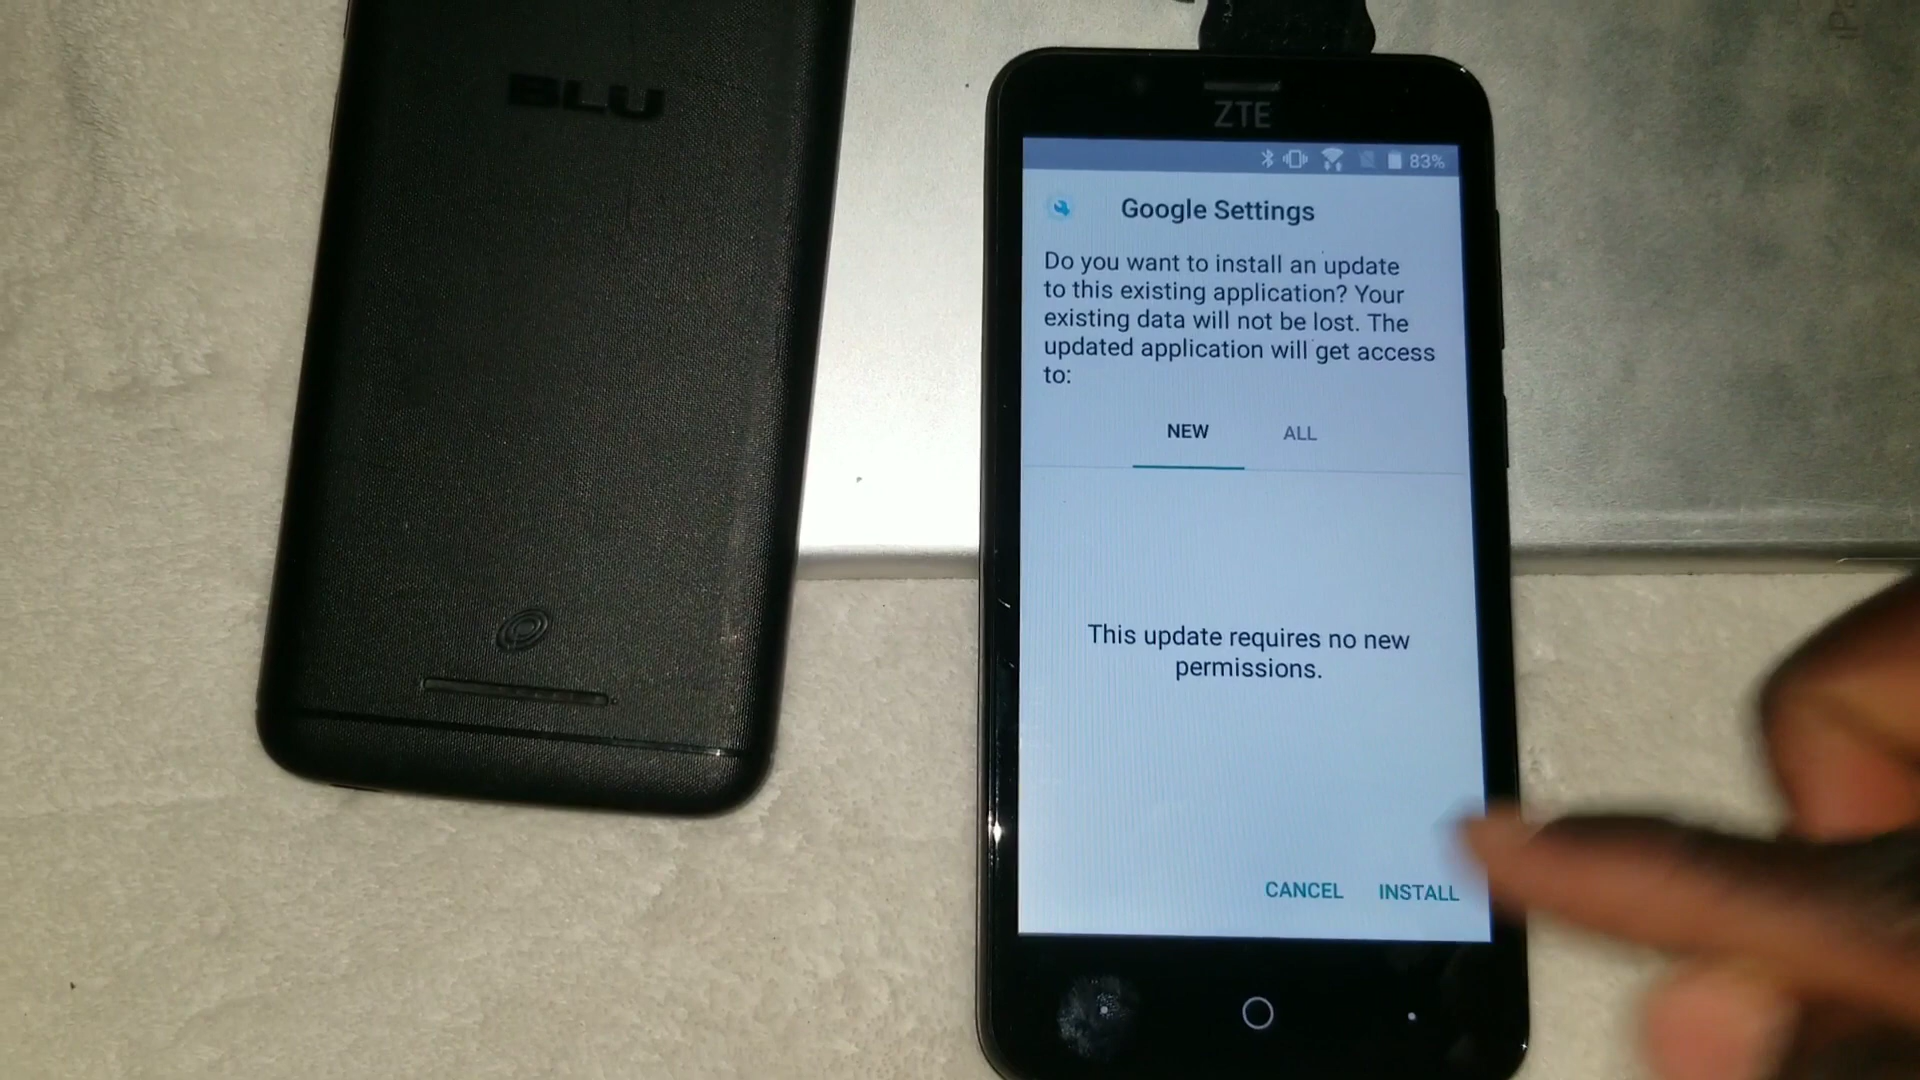 BLU
ZTE
83%
Google Settings
Do you want to install an update
to this existing application? Your
existing data will not be lost. The
updated application will get access
to:
NEW ALL
This update requires no new
permissions.
CANCEL INSTALL